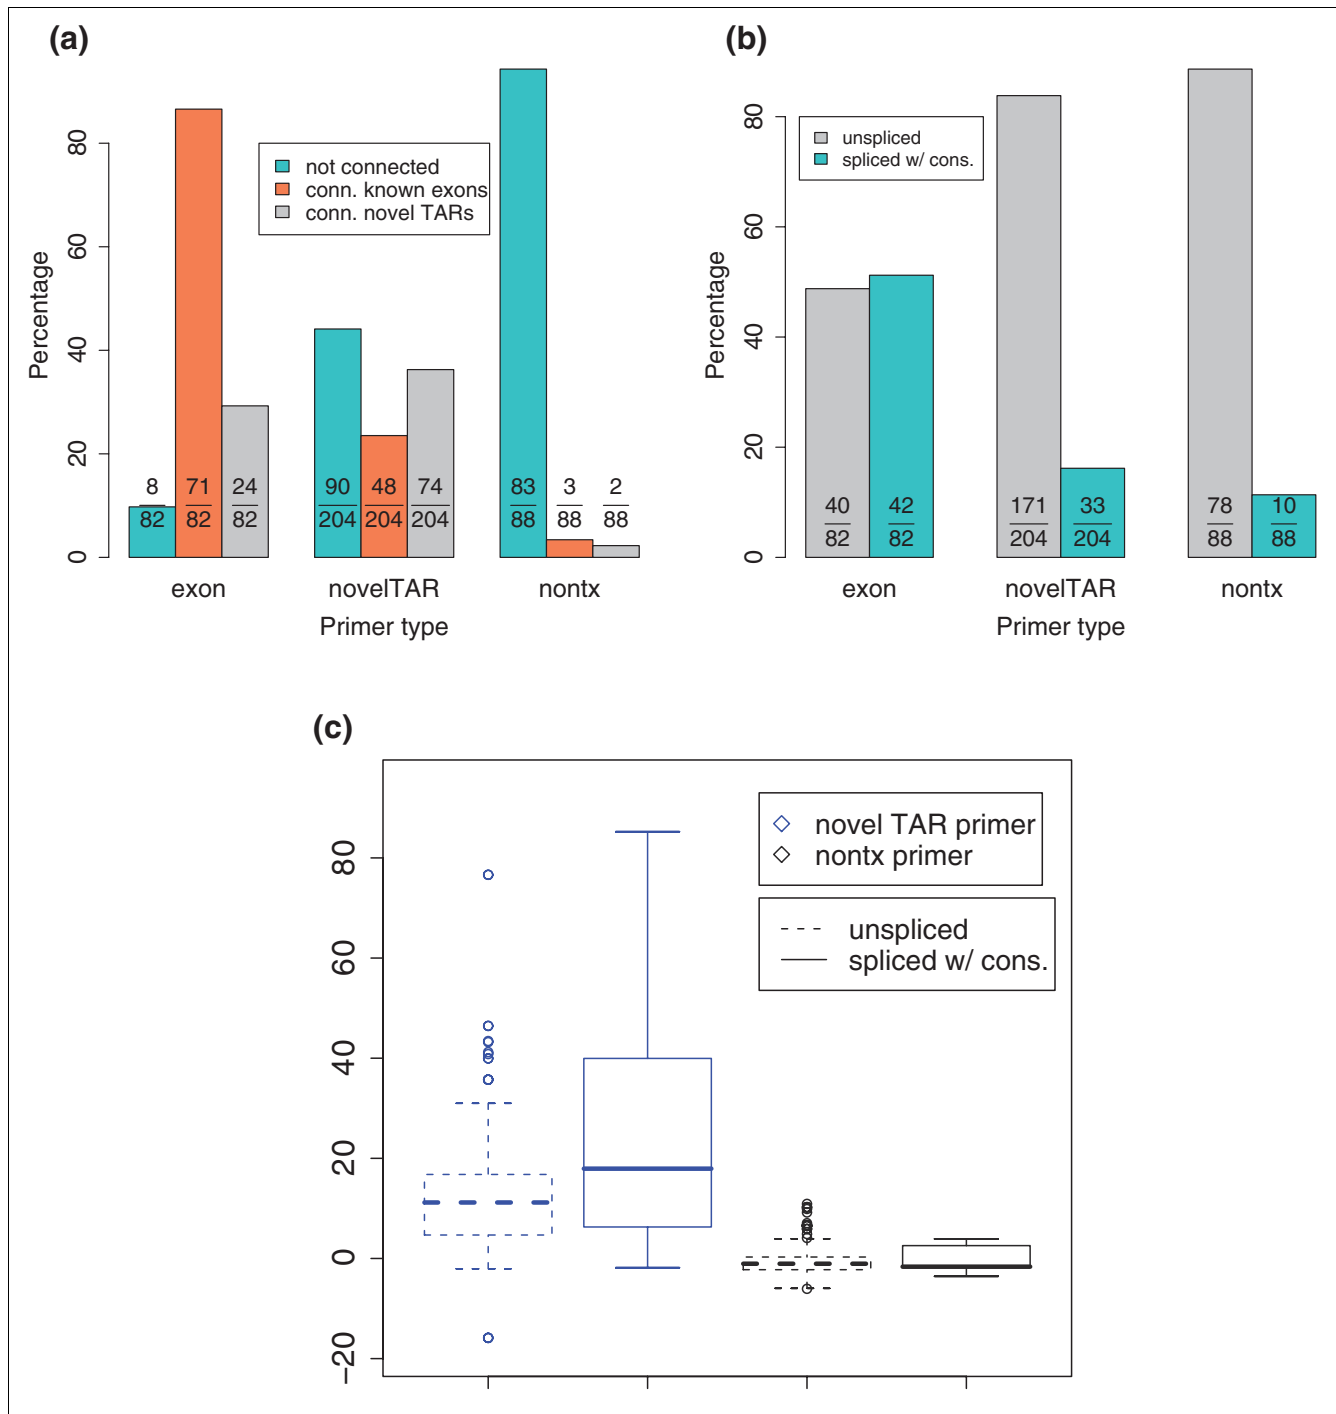 (a)
Percentage
80
60
40
20
0
not connected
conn. known exons
conn. novel TARs
8
82
71
82
24
82
90
204
48
204
74
204
83
88
3
88
2
88
exon
novelTAR
nontx
Primer type
(b)
Percentage
80
60
40
20
0
unspliced
spliced w/ cons.
40
82
42
82
171
204
33
204
78
88
10
88
exon
novelTAR
nontx
Primer type
(c)
80
60
40
20
0
−20
novel TAR primer
nontx primer
unspliced
spliced w/ cons.